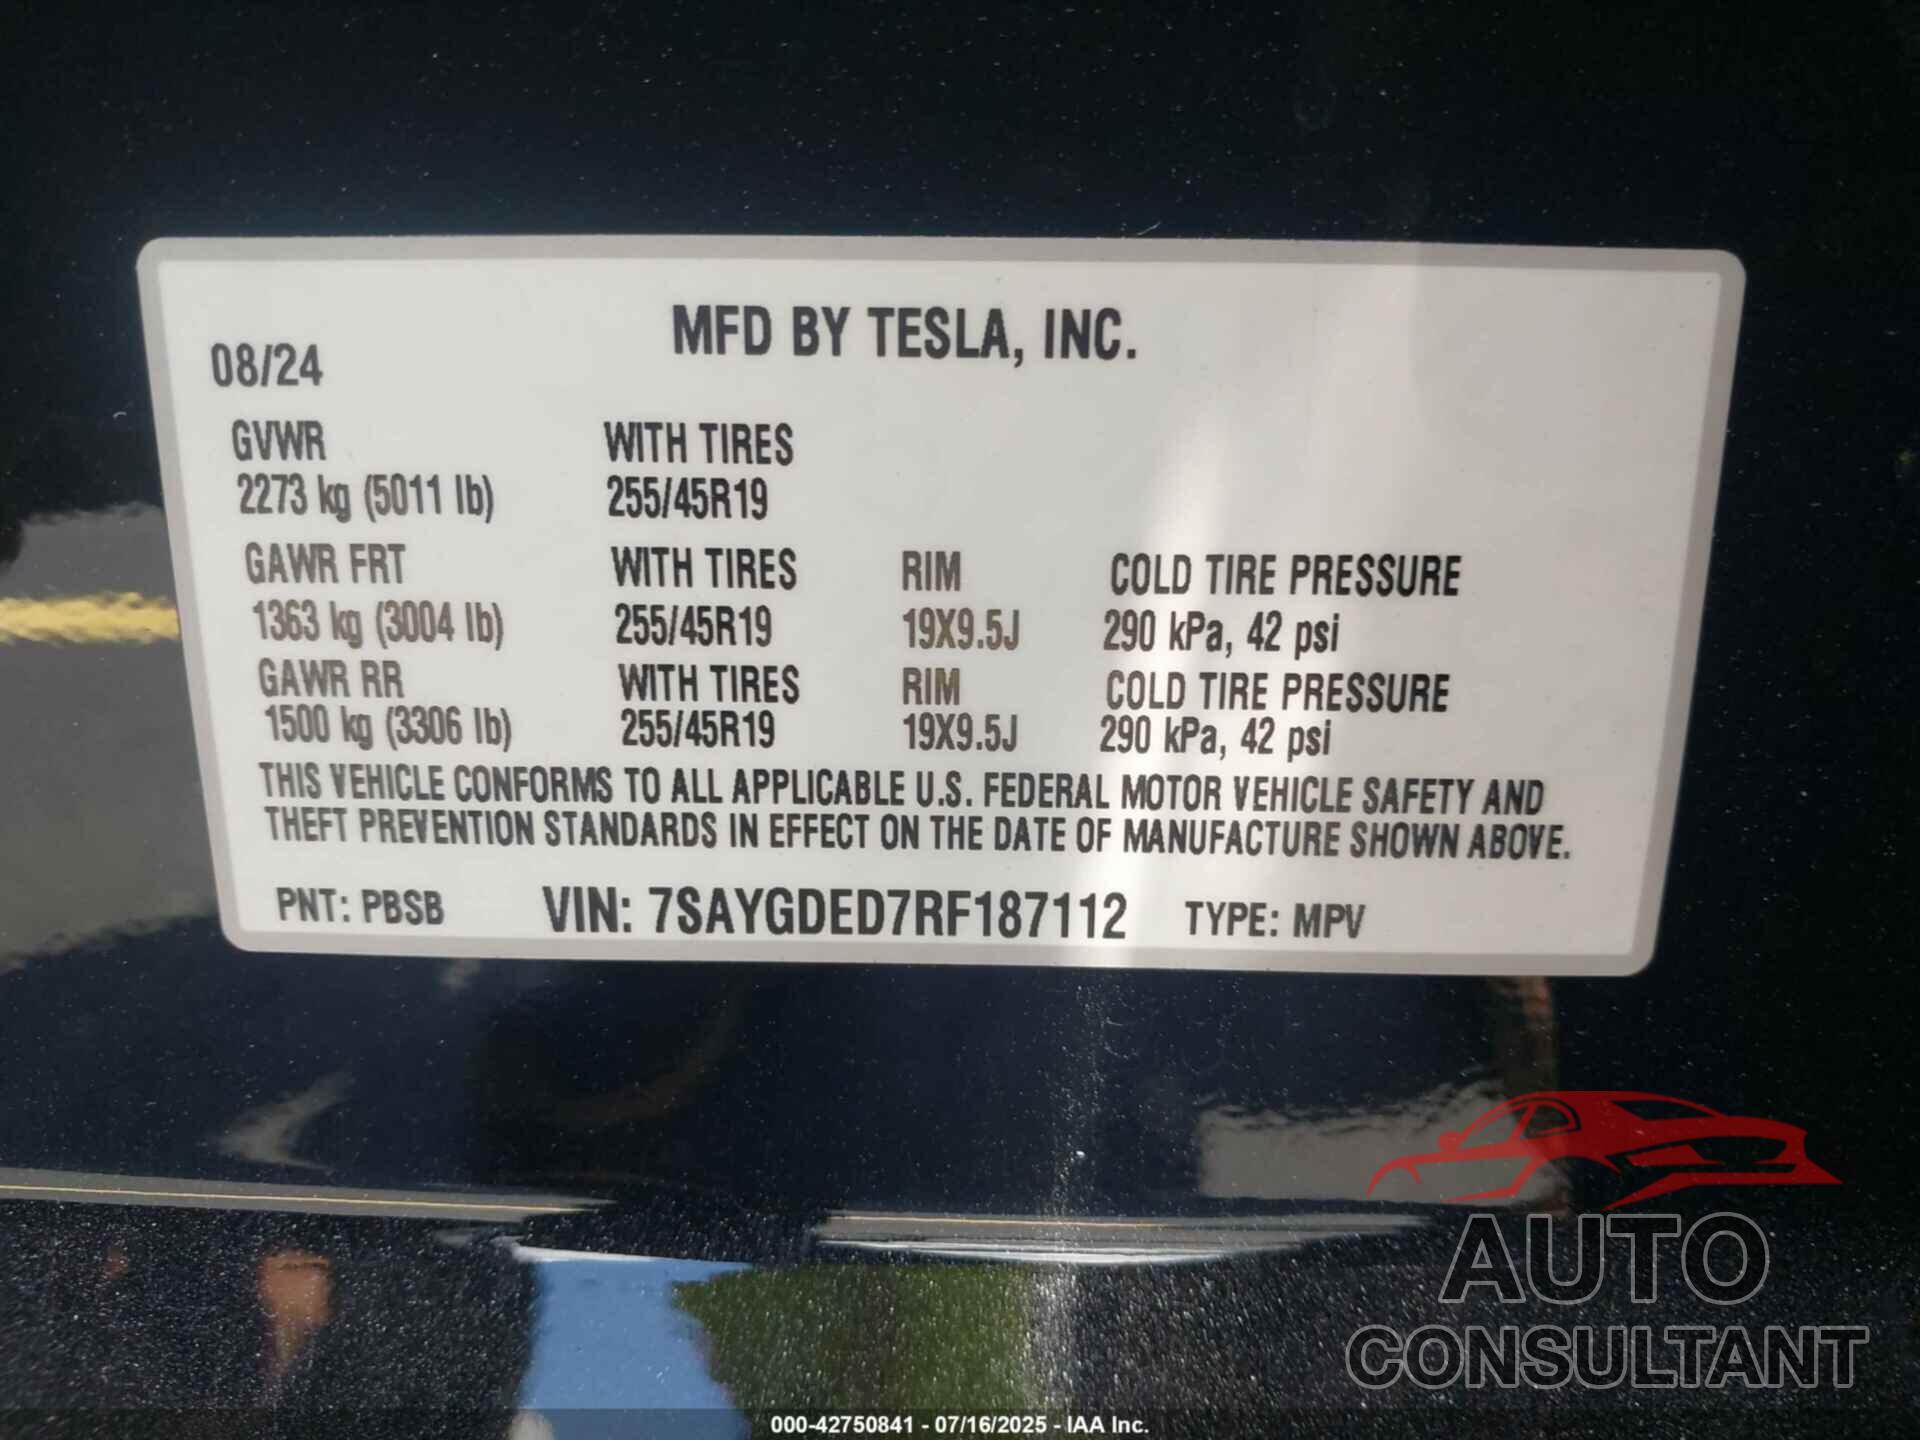 MFD BY TESLA, INC.
08/24
GVWR WITH TIRES
2273 kg (5011 lb) 255/45R19
GAWR FRT WITH TIRES RIM COLD TIRE PRESSURE
1363 kg (3004 lb) 255/45R19 19X9.5J 290 kPa, 42 psi
GAWR RR WITH TIRES RIM COLD TIRE PRESSURE
1500 kg (3306 lb) 255/45R19 19X9.5J 290 kPa, 42 psi
THIS VEHICLE CONFORMS TO ALL APPLICABLE U.S. FEDERAL MOTOR VEHICLE SAFETY AND
THEFT PREVENTION STANDARDS IN EFFECT ON THE DATE OF MANUFACTURE SHOWN ABOVE.
PNT: PBSB VIN: 7SAYGDED7RF187112 TYPE: MPV
AUTO
CONSULTANT
000-42750841 - 07/16/2025 - IAA Inc.